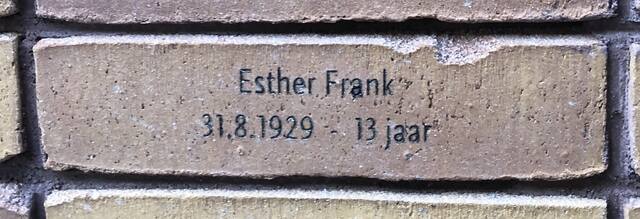 Esther Frank
31.8.1929 - 13 jaar